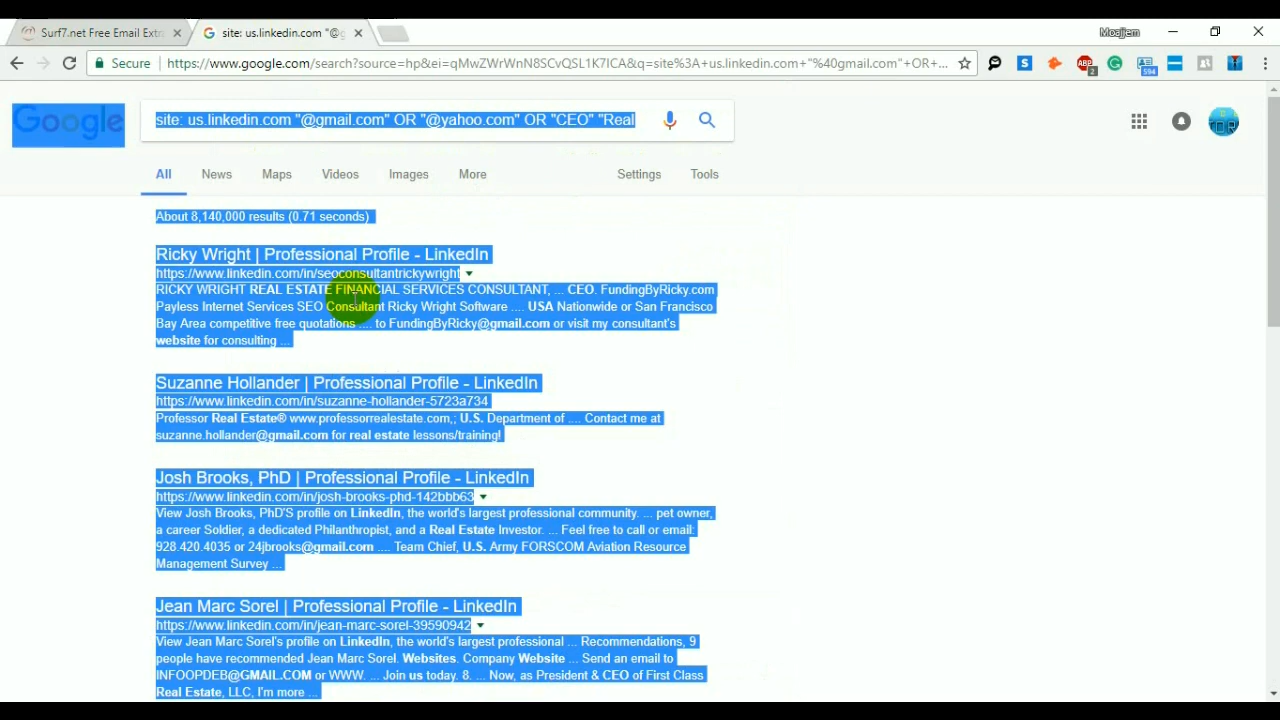 Surf7.net Free Email Extra
site: us.linkedin.com "@g
Moajjem
Secure
https://www.google.com/search?source=hp&ei=qMwZWrWnN8SCvQSL1K7ICA&q=site%3A+us.linkedin.com+"%40gmail.com"+OR+...
ABP
2
594
Google
site: us.linkedin.com "@gmail.com" OR "@yahoo.com" OR "CEO" "Real
All
News
Maps
Videos
Images
More
Settings
Tools
About 8,140,000 results (0.71 seconds)
Ricky Wright | Professional Profile - LinkedIn
https://www.linkedin.com/in/seoconsultantrickywright
RICKY WRIGHT REAL ESTATE FINANCIAL SERVICES CONSULTANT, ... CEO. FundingByRicky.com
Payless Internet Services SEO Consultant Ricky Wright Software .... USA Nationwide or San Francisco
Bay Area competitive free quotations .... to FundingByRicky@gmail.com or visit my consultant's
website for consulting ...
Suzanne Hollander | Professional Profile - LinkedIn
https://www.linkedin.com/in/suzanne-hollander-5723a734
Professor Real Estate® www.professorrealestate.com,; U.S. Department of .... Contact me at
suzanne.hollander@gmail.com for real estate lessons/training!
Josh Brooks, PhD | Professional Profile - LinkedIn
https://www.linkedin.com/in/josh-brooks-phd-142bbb63
View Josh Brooks, PhD'S profile on LinkedIn, the world's largest professional community. ... pet owner,
a career Soldier, a dedicated Philanthropist, and a Real Estate Investor. ... Feel free to call or email:
928.420.4035 or 24jbrooks@gmail.com .... Team Chief, U.S. Army FORSCOM Aviation Resource
Management Survey ...
Jean Marc Sorel | Professional Profile - LinkedIn
https://www.linkedin.com/in/jean-marc-sorel-39590942
View Jean Marc Sorel's profile on LinkedIn, the world's largest professional ... Recommendations, 9
people have recommended Jean Marc Sorel. Websites. Company Website ... Send an email to
INFOOPDEB@GMAIL.COM or WWW. ... Join us today. 8. ... Now, as President & CEO of First Class
Real Estate, LLC, I'm more ...